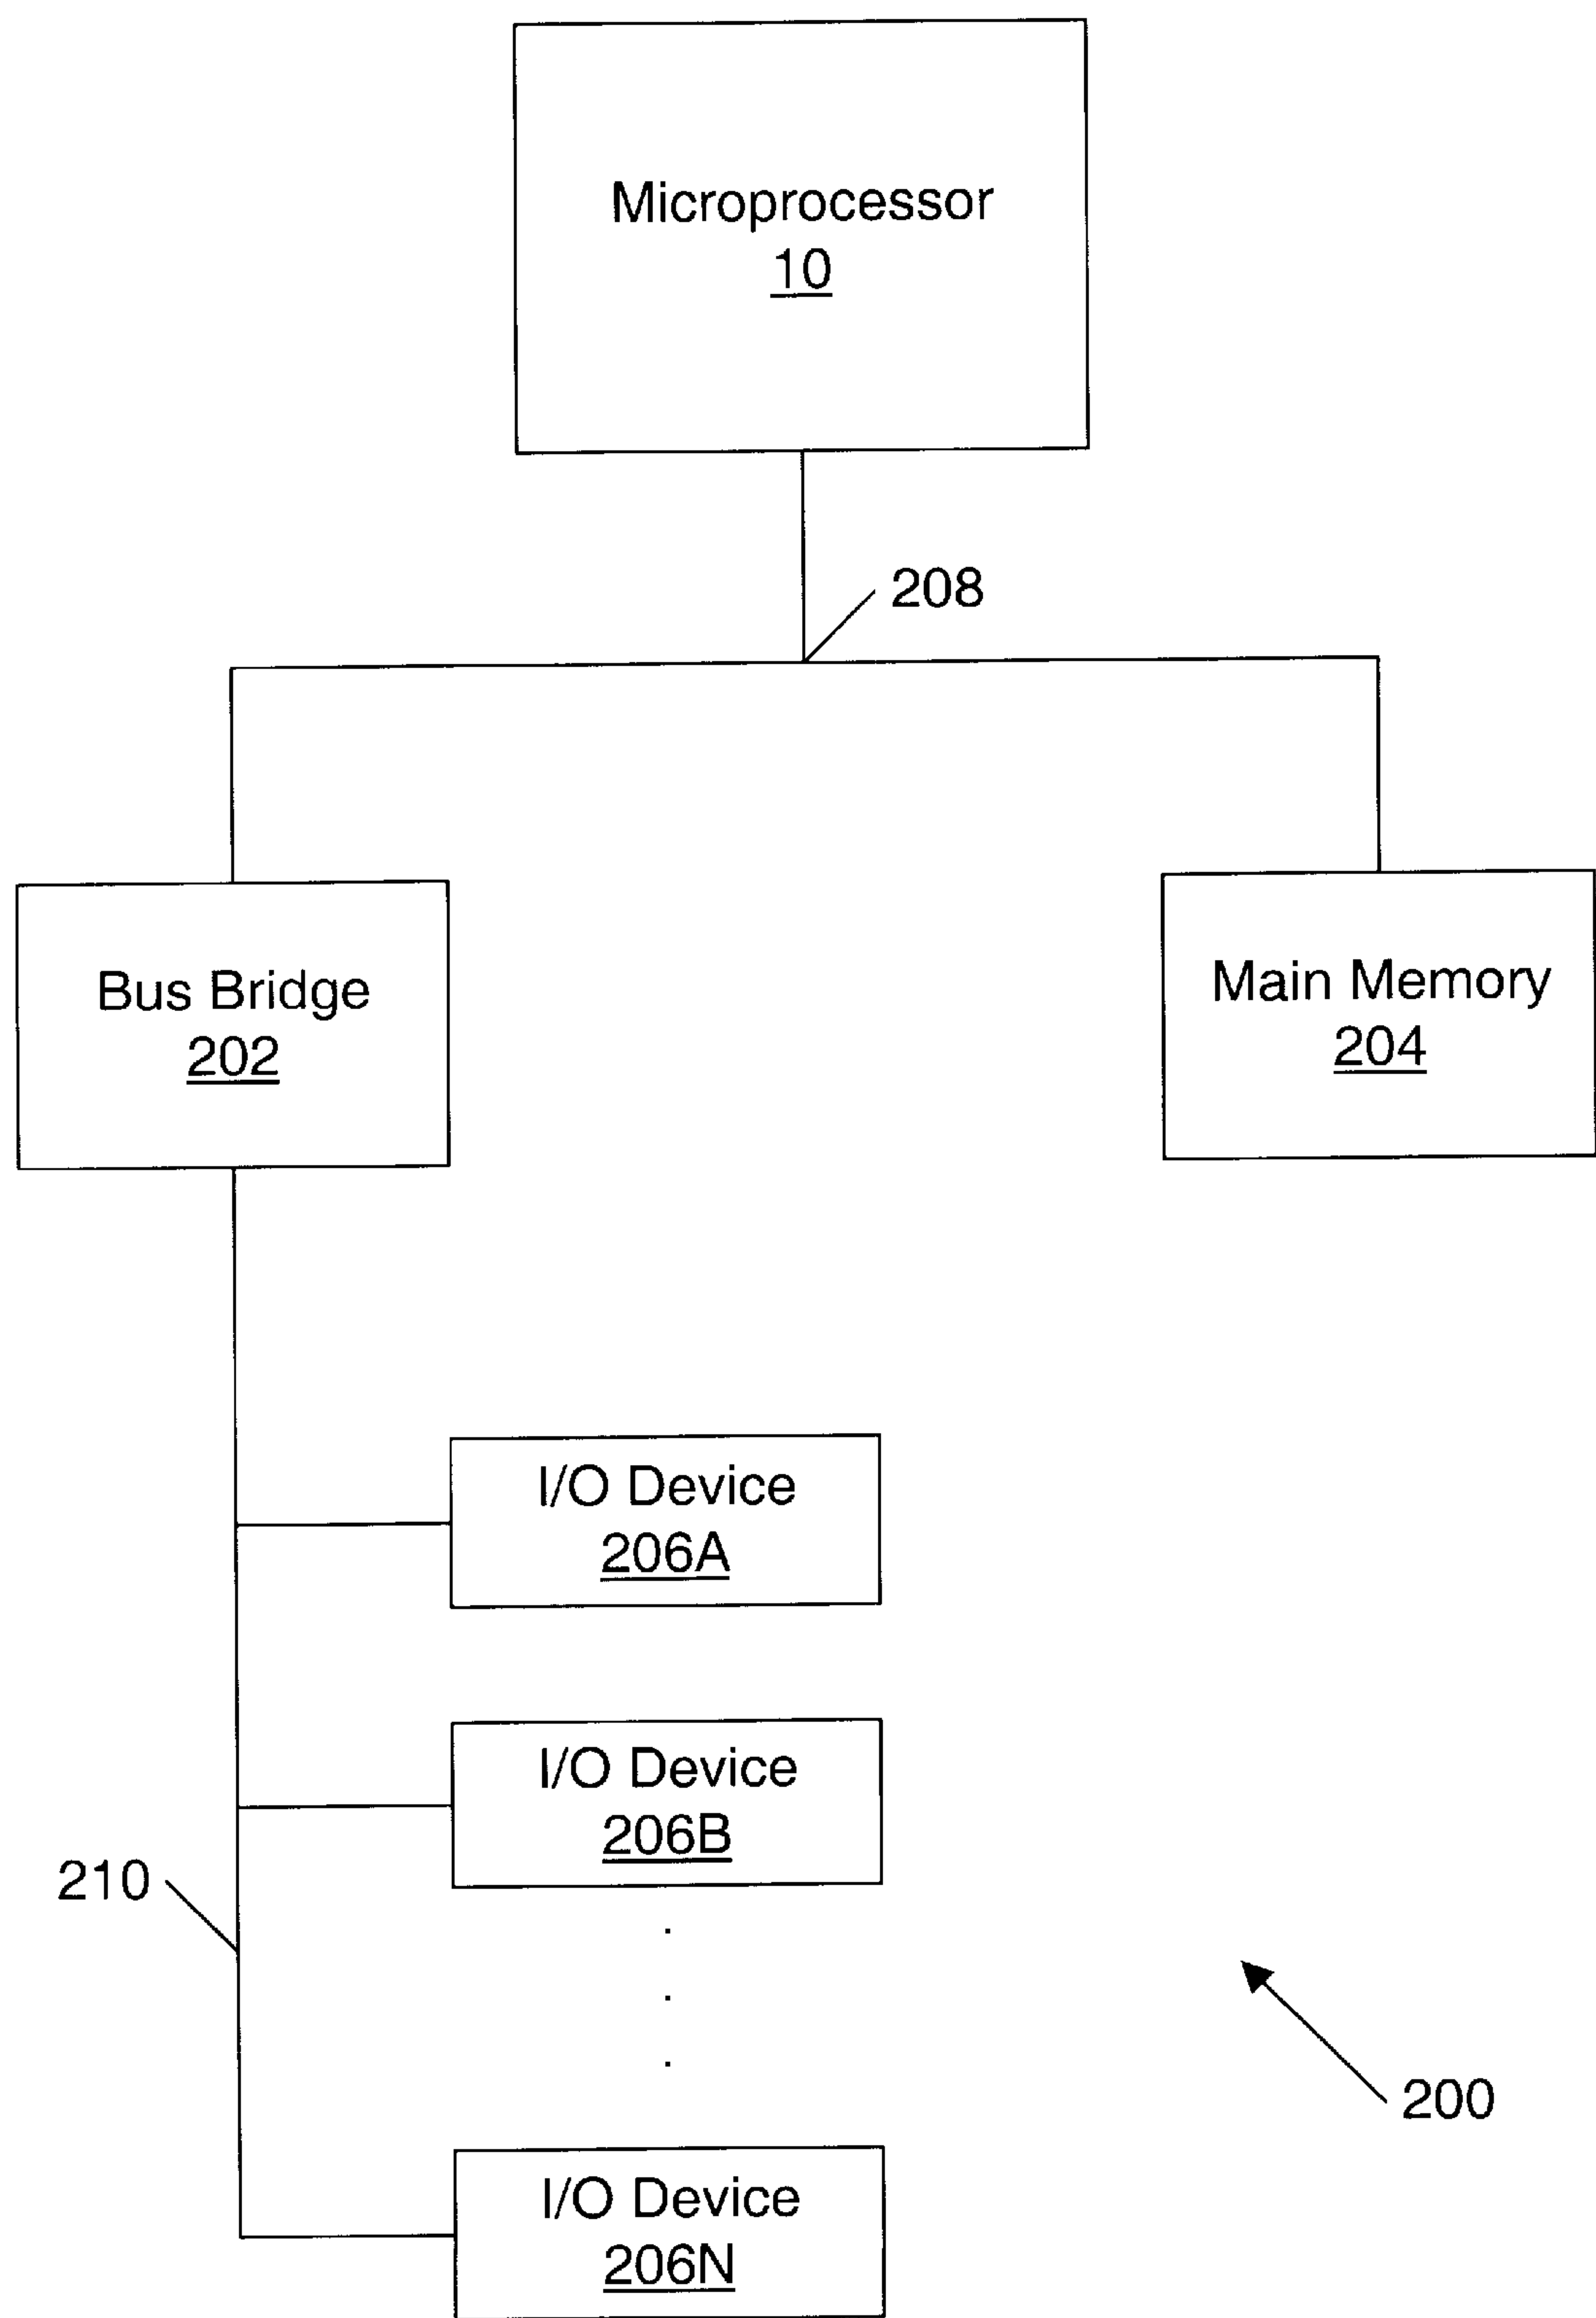 Microprocessor
10
208
Bus Bridge
202
Main Memory
204
I/O Device
206A
I/O Device
206B
210
200
I/O Device
206N